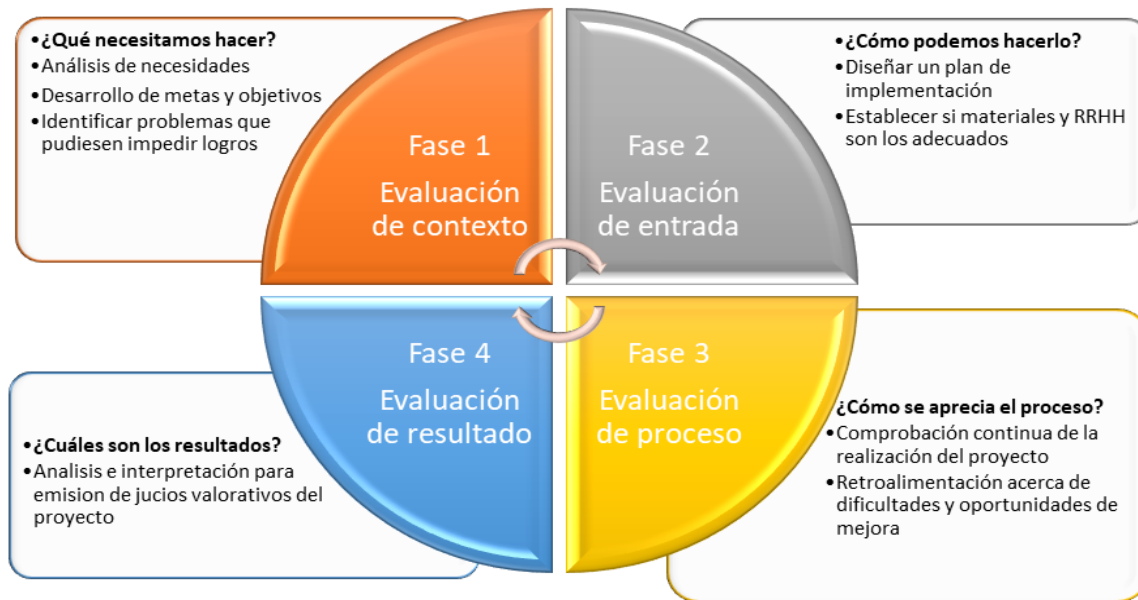 •¿Qué necesitamos hacer?
•Análisis de necesidades
•Desarrollo de metas y objetivos
•Identificar problemas que
pudiesen impedir logros
Fase 1
Evaluación
de contexto
Fase 2
Evaluación
de entrada
•¿Cómo podemos hacerlo?
•Diseñar un plan de
implementación
•Establecer si materiales y RRHH
son los adecuados
•¿Cuáles son los resultados?
•Analisis e interpretación para
emision de jucios valorativos del
proyecto
Fase 4
Evaluación
de resultado
Fase 3
Evaluación
de proceso
¿Cómo se aprecia el proceso?
•Comprobación continua de la
realización del proyecto
•Retroalimentación acerca de
dificultades y oportunidades de
mejora